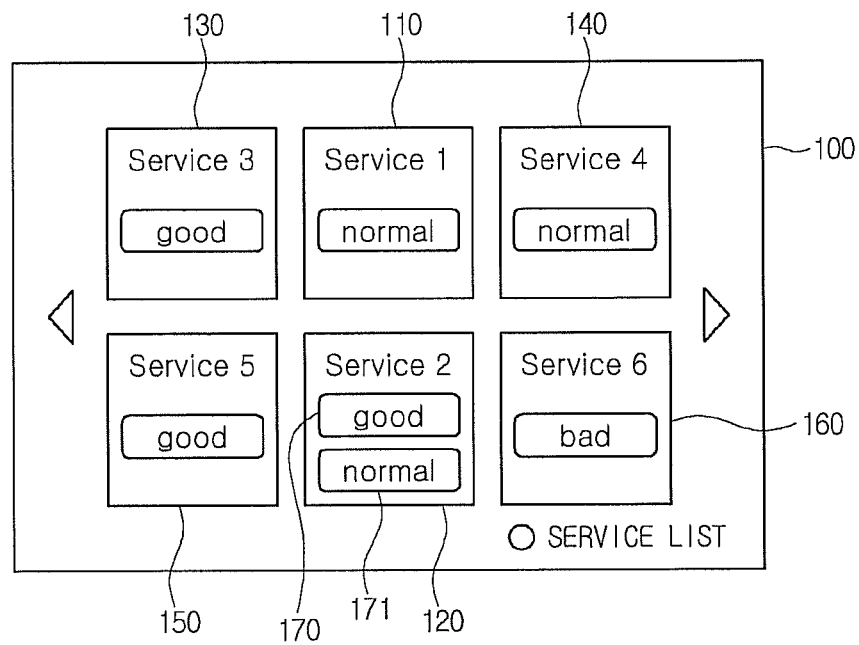 130 110 140
100
Service 3 Service 1 Service 4
good normal normal
Service 5 Service 2 Service 6
good good bad
160
normal
SERVICE LIST
150 170 171 120